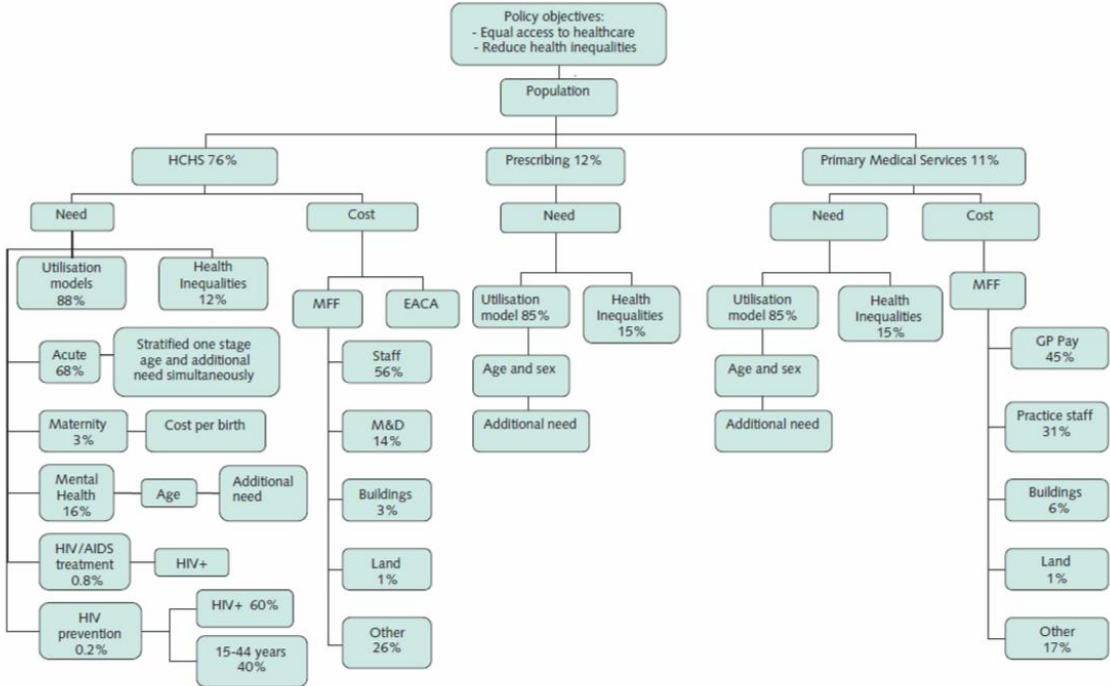 Policy objectives:
- Equal access to healthcare
- Reduce health inequalities
Population
HCHS 76%
Prescribing 12%
Primary Medical Services 11%
Need
Cost
Need
Need
Cost
Utilisation
models
88%
Health
Inequalities
12%
MFF
EACA
Utilisation
model 85%
Health
Inequalities
15%
Utilisation
model 85%
Health
Inequalities
15%
MFF
Acute
68%
Stratified one stage
age and additional
need simultaneously
Maternity
3%
Cost per birth
Mental
Health
16%
Age
Additional
need
HIV/AIDS
treatment
0.8%
HIV+
HIV
prevention
0.2%
HIV+ 60%
15-44 years
40%
Staff
56%
M&D
14%
Buildings
3%
Land
1%
Other
26%
Age and sex
Additional need
Age and sex
Additional need
GP Pay
45%
Practice staff
31%
Buildings
6%
Land
1%
Other
17%